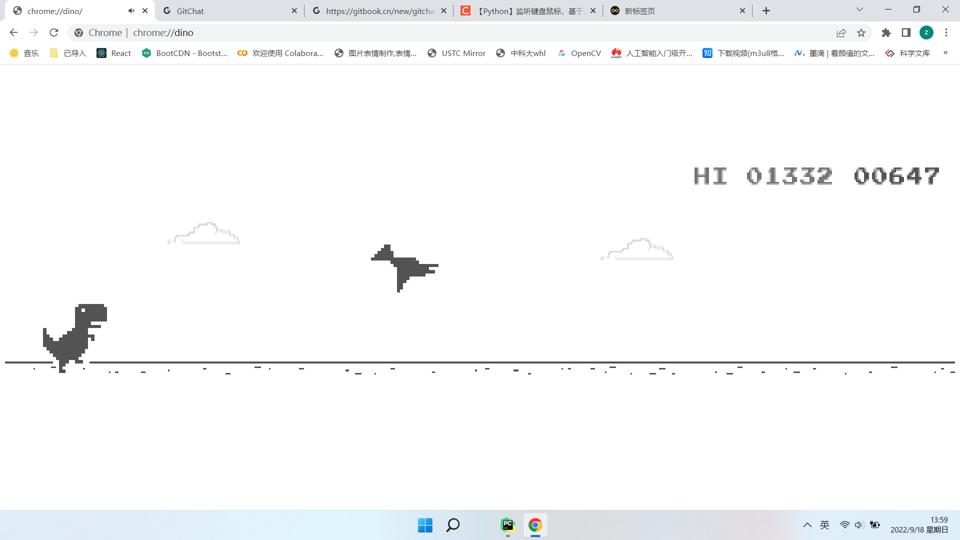 chrome://dino/
GitChat
https://gitbook.cn/new/gitcha
【Python】监听键盘鼠标，基于
新标签页
Chrome | chrome://dino
z
音乐
已导入
React
BootCDN - Bootst...
欢迎使用 Colabora...
图片表情制作,表情...
USTC Mirror
中科大whl
OpenCV
人工智能入门极开...
下载视频(m3u8格...
墨滴 | 看颜值的文...
科学文库
»
HI 01332 00647
英
13:59
2022/9/18 星期日